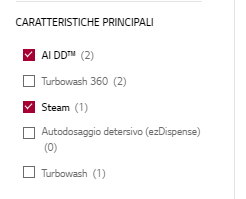 CARATTERISTICHE PRINCIPALI
AI DD™ (2)
Turbowash 360 (2)
Steam (1)
Autodosaggio detersivo (ezDispense)
(0)
Turbowash (1)